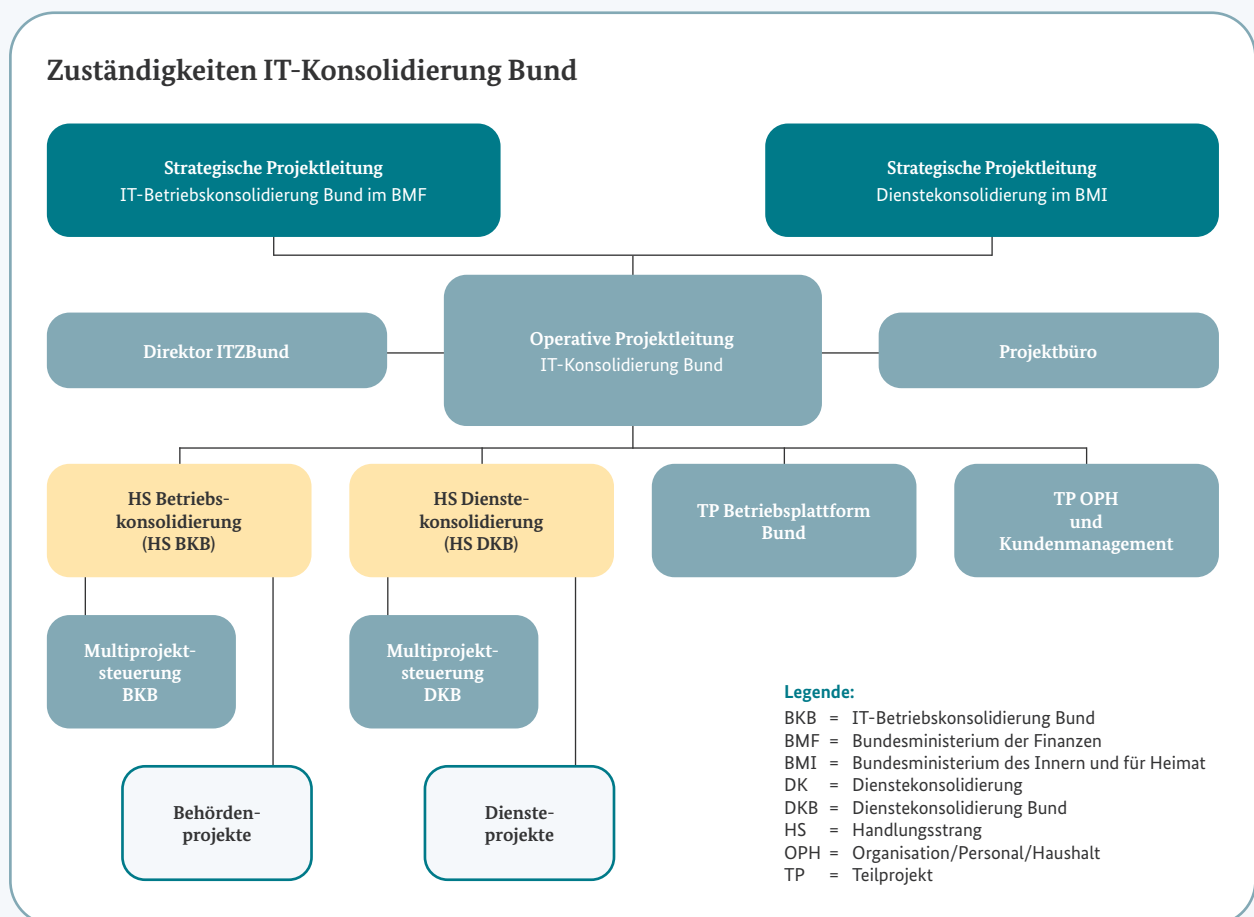 Zuständigkeiten IT-Konsolidierung Bund
Strategische Projektleitung
IT-Betriebskonsolidierung Bund im BMF
Strategische Projektleitung
Dienstekonsolidierung im BMI
Direktor ITZBund
Operative Projektleitung
IT-Konsolidierung Bund
Projektbüro
HS Betriebs-
konsolidierung
(HS BKB)
HS Dienste-
konsolidierung
(HS DKB)
TP Betriebsplattform
Bund
TP OPH
und
Kundenmanagement
Multiprojekt-
steuerung
BKB
Multiprojekt-
steuerung
DKB
Behörden-
projekte
Dienste-
projekte
Legende:
BKB = IT-Betriebskonsolidierung Bund
BMF = Bundesministerium der Finanzen
BMI = Bundesministerium des Innern und für Heimat
DK = Dienstekonsolidierung
DKB = Dienstekonsolidierung Bund
HS = Handlungsstrang
OPH = Organisation/Personal/Haushalt
TP = Teilprojekt